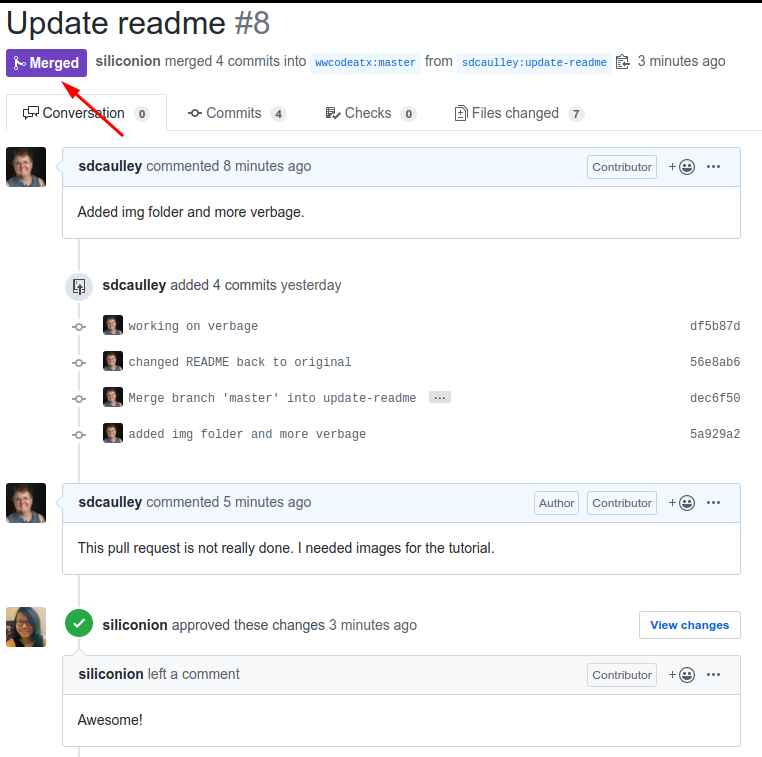 Update readme #8
Merged siliconion merged 4 commits into wwcodeatx:master from sdcaulley:update-readme 3 minutes ago
Conversation 0 Commits 4 Checks 0 Files changed 7
sdcaulley commented 8 minutes ago Contributor +
Added img folder and more verbage.
sdcaulley added 4 commits yesterday
working on verbage df5b87d
changed README back to original 56e8ab6
Merge branch 'master' into update-readme … dec6f50
added img folder and more verbage 5a929a2
sdcaulley commented 5 minutes ago Author Contributor +
This pull request is not really done. I needed images for the tutorial.
siliconion approved these changes 3 minutes ago View changes
siliconion left a comment Contributor +
Awesome!